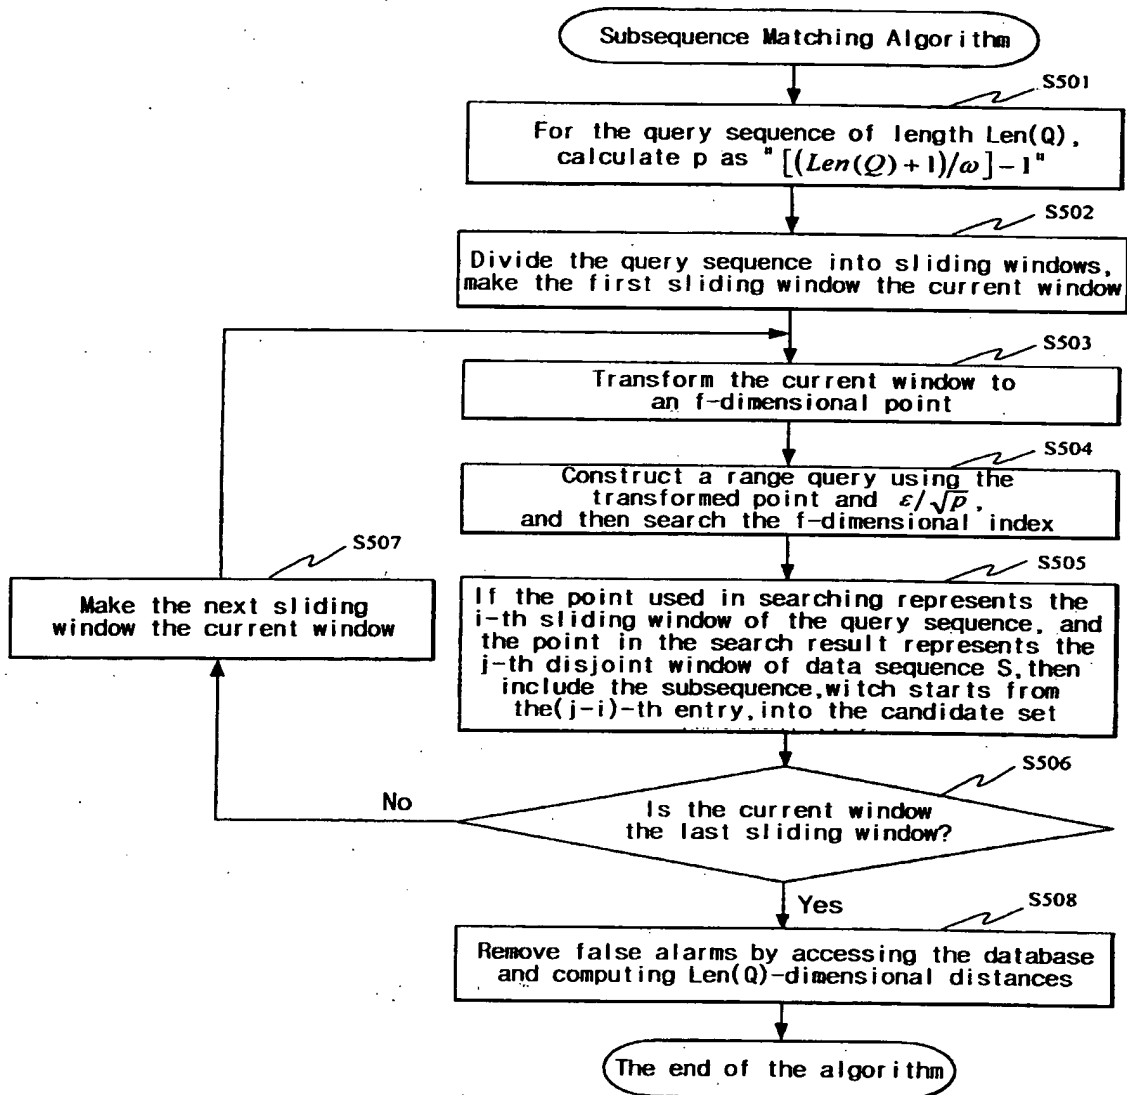 Subsequence Matching Algorithm
S501
For the query sequence of length Len(Q),
calculate p as "[(Len(Q)+1)/ω]-1"
S502
Divide the query sequence into sliding windows,
make the first sliding window the current window
S503
Transform the current window to
an f-dimensional point
S504
Construct a range query using the
transformed point and ε/√p,
and then search the f-dimensional index
S505
If the point used in searching represents the
i-th sliding window of the query sequence, and
the point in the search result represents the
j-th disjoint window of data sequence S,then
include the subsequence,witch starts from
the(j-i)-th entry,into the candidate set
S507
Make the next sliding
window the current window
S506
Is the current window
the last sliding window?
No
Yes
S508
Remove false alarms by accessing the database
and computing Len(Q)-dimensional distances
The end of the algorithm